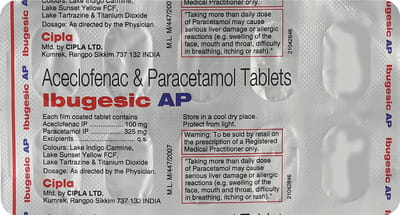 Colours: Lake Indigo Carmine,
Lake Sunset Yellow FCF,
Lake Tartrazine & Titanium Dioxide
Dosage: As directed by the Physician.
Cipla
Mfd. by CIPLA LTD.
Kumrek, Rangpo Sikkim 737 132 INDIA
M.L. M/447/2007
Medical Practitioner only.
"Taking more than daily dose
of Paracetamol may cause
serious liver damage or allergic
reactions (e.g. swelling of the
face, mouth and throat, difficulty
in breathing, itching or rash)."
21042846
Aceclofenac & Paracetamol Tablets
Ibugesic AP
Each film coated tablet contains
Aceclofenac IP ............... 100 mg
Paracetamol IP .............. 325 mg
Excipients ....................... q.s.
Colours: Lake Indigo Carmine,
Lake Sunset Yellow FCF,
Lake Tartrazine & Titanium Dioxide
Dosage: As directed by the Physician.
Cipla
Mfd. by CIPLA LTD.
Kumrek, Rangpo Sikkim 737 132 INDIA
M.L. M/447/2007
Store in a cool dry place.
Protect from light.
Warning: To be sold by retail on
the prescription of a Registered
Medical Practitioner only.
"Taking more than daily dose
of Paracetamol may cause
serious liver damage or allergic
reactions (e.g. swelling of the
face, mouth and throat, difficulty
in breathing, itching or rash)."
21042846